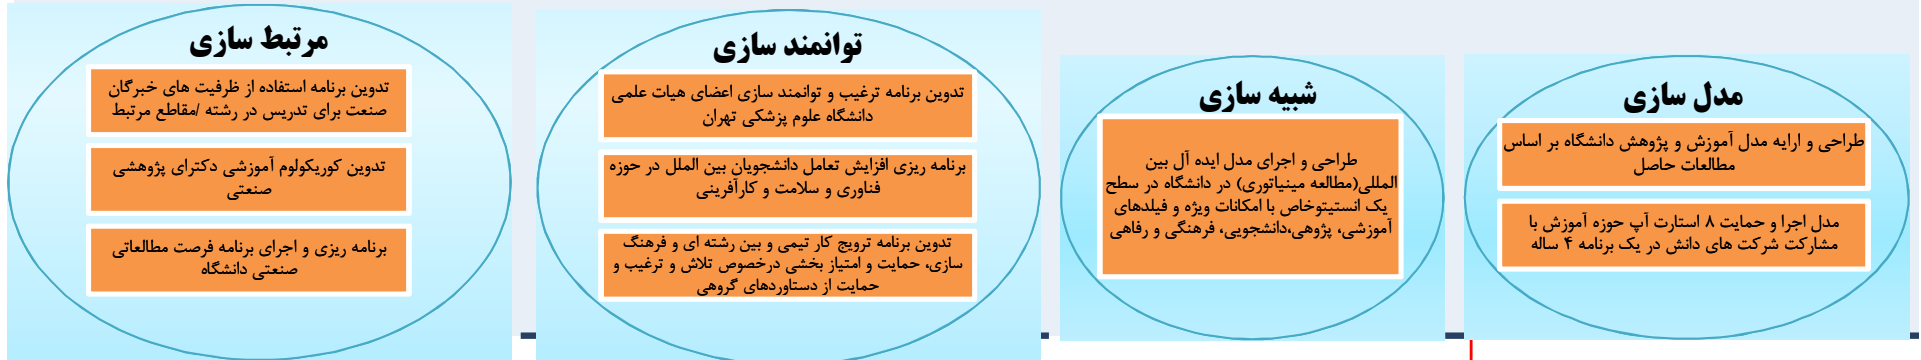 مدل سازی
طراحی و ارایه مدل آموزش و پژوهش دانشگاه بر اساس
مطالعات حاصل
مدل اجرا و حمایت ۸ استارت آپ حوزه آموزش با
مشارکت شرکت های دانش در یک برنامه ۴ ساله
شبیه سازی
طراحی و اجرای مدل ایده آل بین
المللی(مطالعه مینیاتوری) در دانشگاه در سطح
یک انستیتوخاص با امکانات ویژه و فیلدهای
آموزشی، پژوهی،دانشجویی، فرهنگی و رفاهی
توانمند سازی
تدوین برنامه ترغیب و توانمند سازی اعضای هیات علمی
دانشگاه علوم پزشکی تهران
برنامه ریزی افزایش تعامل دانشجویان بین الملل در حوزه
فناوری و سلامت و کارآفرینی
تدوین برنامه ترویج کار تیمی و بین رشته ای و فرهنگ
سازی، حمایت و امتیاز بخشی درخصوص تلاش و ترغیب و
حمایت از دستاوردهای گروهی
مرتبط سازی
تدوین برنامه استفاده از ظرفیت های خبرگان
صنعت برای تدریس در رشته /مقاطع مرتبط
تدوین کوریکولوم آموزشی دکترای پژوهشی
صنعتی
برنامه ریزی و اجرای برنامه فرصت مطالعاتی
صنعتی دانشگاه